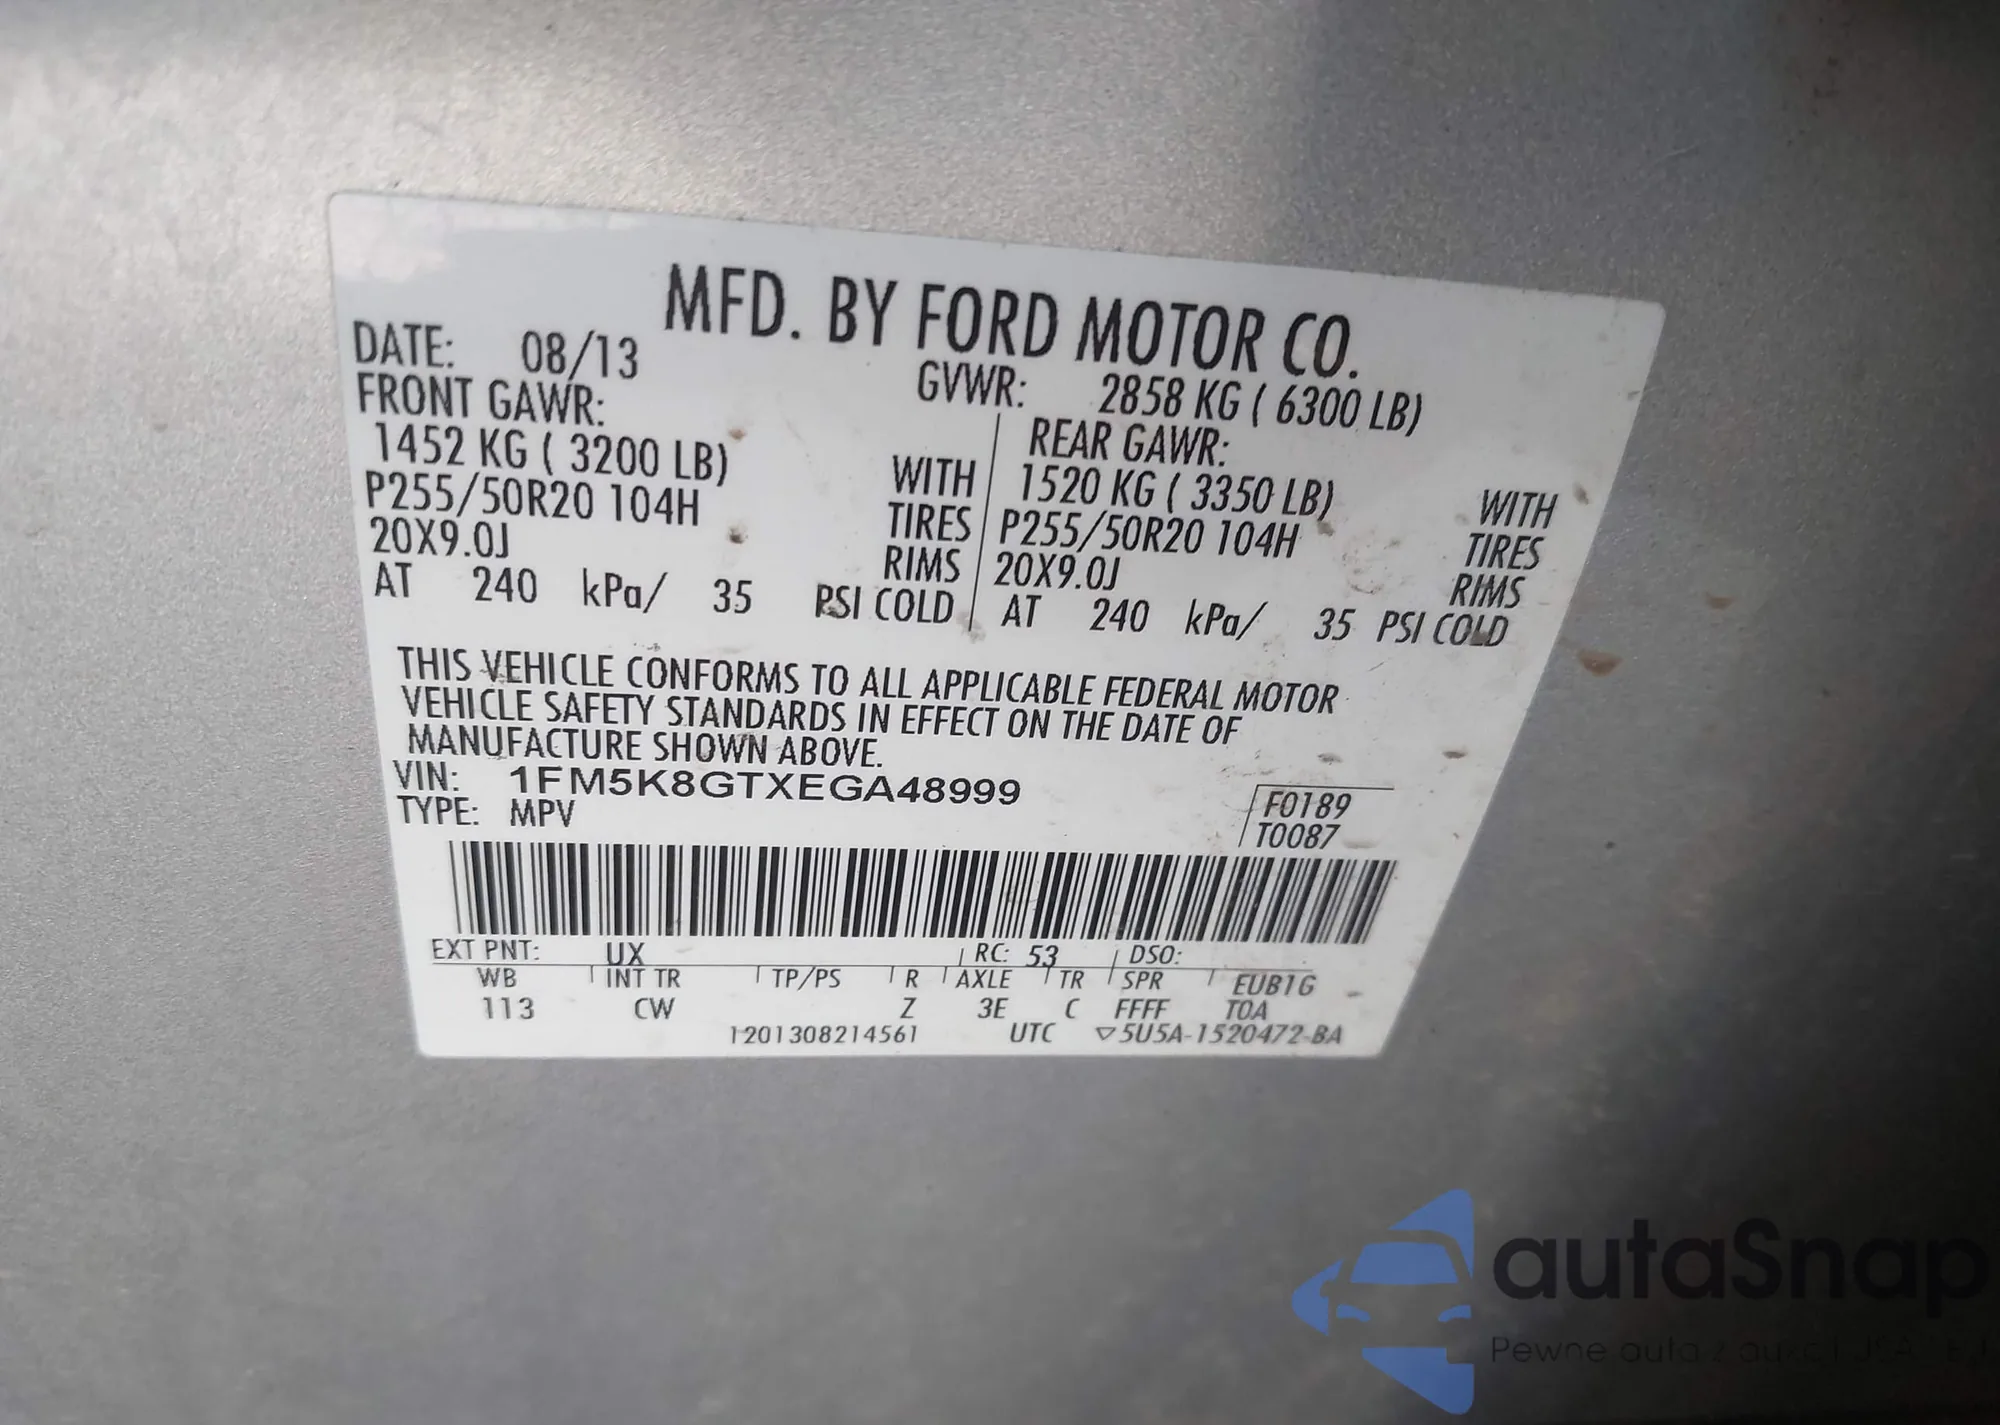 MFD. BY FORD MOTOR CO.
DATE: 08/13 GVWR: 2858 KG ( 6300 LB)
FRONT GAWR: REAR GAWR:
1452 KG ( 3200 LB) WITH 1520 KG ( 3350 LB) WITH
P255/50R20 104H TIRES P255/50R20 104H TIRES
20X9.0J RIMS 20X9.0J RIMS
AT 240 kPa/ 35 PSI COLD AT 240 kPa/ 35 PSI COLD
THIS VEHICLE CONFORMS TO ALL APPLICABLE FEDERAL MOTOR
VEHICLE SAFETY STANDARDS IN EFFECT ON THE DATE OF
MANUFACTURE SHOWN ABOVE.
VIN: 1FM5K8GTXEGA48999
TYPE: MPV
F0189
T0087
EXT PNT: UX RC: 53 DSO:
WB INT TR TP/PS R AXLE TR SPR EUB1G
113 CW Z 3E C FFFF T0A
1201308214561 UTC ▽5U5A-1520472-BA
autaSnap
Pewne auta z